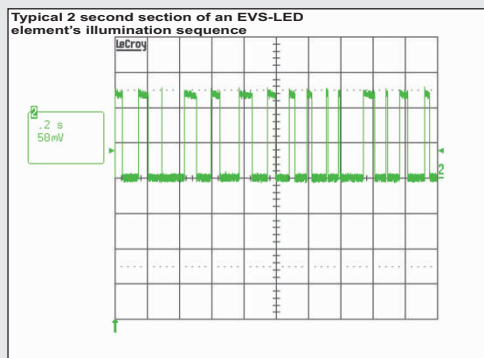 Typical 2 second section of an EVS-LED
element's illumination sequence
LeCroy
2
.2 s
50mV
2
T